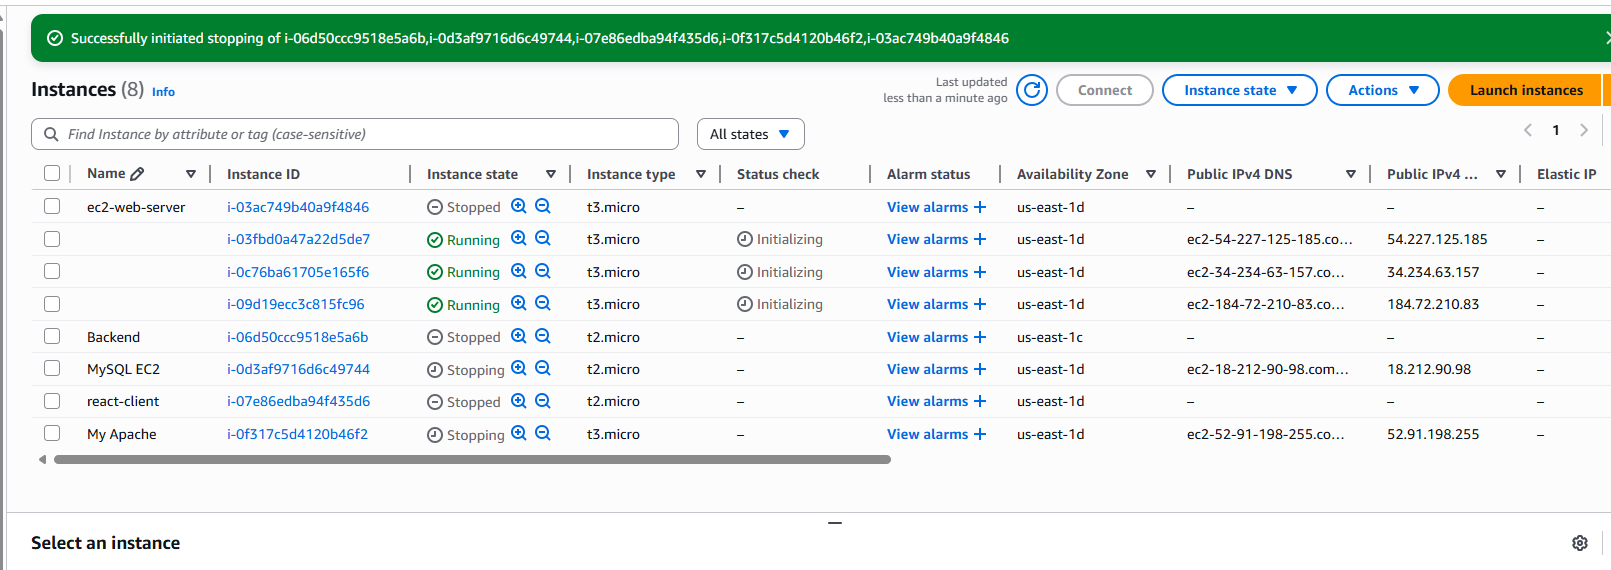 Successfully initiated stopping of i-06d50ccc9518e5a6b,i-0d3af9716d6c49744,i-07e86edba94f435d6,i-0f317c5d4120b46f2,i-03ac749b40a9f4846
Instances (8) Info
Last updated
less than a minute ago
Connect
Instance state
Actions
Launch instances
Find Instance by attribute or tag (case-sensitive)
All states
1
Name Instance ID Instance state Instance type Status check Alarm status Availability Zone Public IPv4 DNS Public IPv4 ... Elastic IP
ec2-web-server i-03ac749b40a9f4846 Stopped t3.micro – View alarms + us-east-1d – – –
i-03fbd0a47a22d5de7 Running t3.micro Initializing View alarms + us-east-1d ec2-54-227-125-185.co... 54.227.125.185 –
i-0c76ba61705e165f6 Running t3.micro Initializing View alarms + us-east-1d ec2-34-234-63-157.co... 34.234.63.157 –
i-09d19ecc3c815fc96 Running t3.micro Initializing View alarms + us-east-1d ec2-184-72-210-83.co... 184.72.210.83 –
Backend i-06d50ccc9518e5a6b Stopped t2.micro – View alarms + us-east-1c – – –
MySQL EC2 i-0d3af9716d6c49744 Stopping t2.micro – View alarms + us-east-1d ec2-18-212-90-98.com... 18.212.90.98 –
react-client i-07e86edba94f435d6 Stopped t2.micro – View alarms + us-east-1d – – –
My Apache i-0f317c5d4120b46f2 Stopping t3.micro – View alarms + us-east-1d ec2-52-91-198-255.co... 52.91.198.255 –
Select an instance